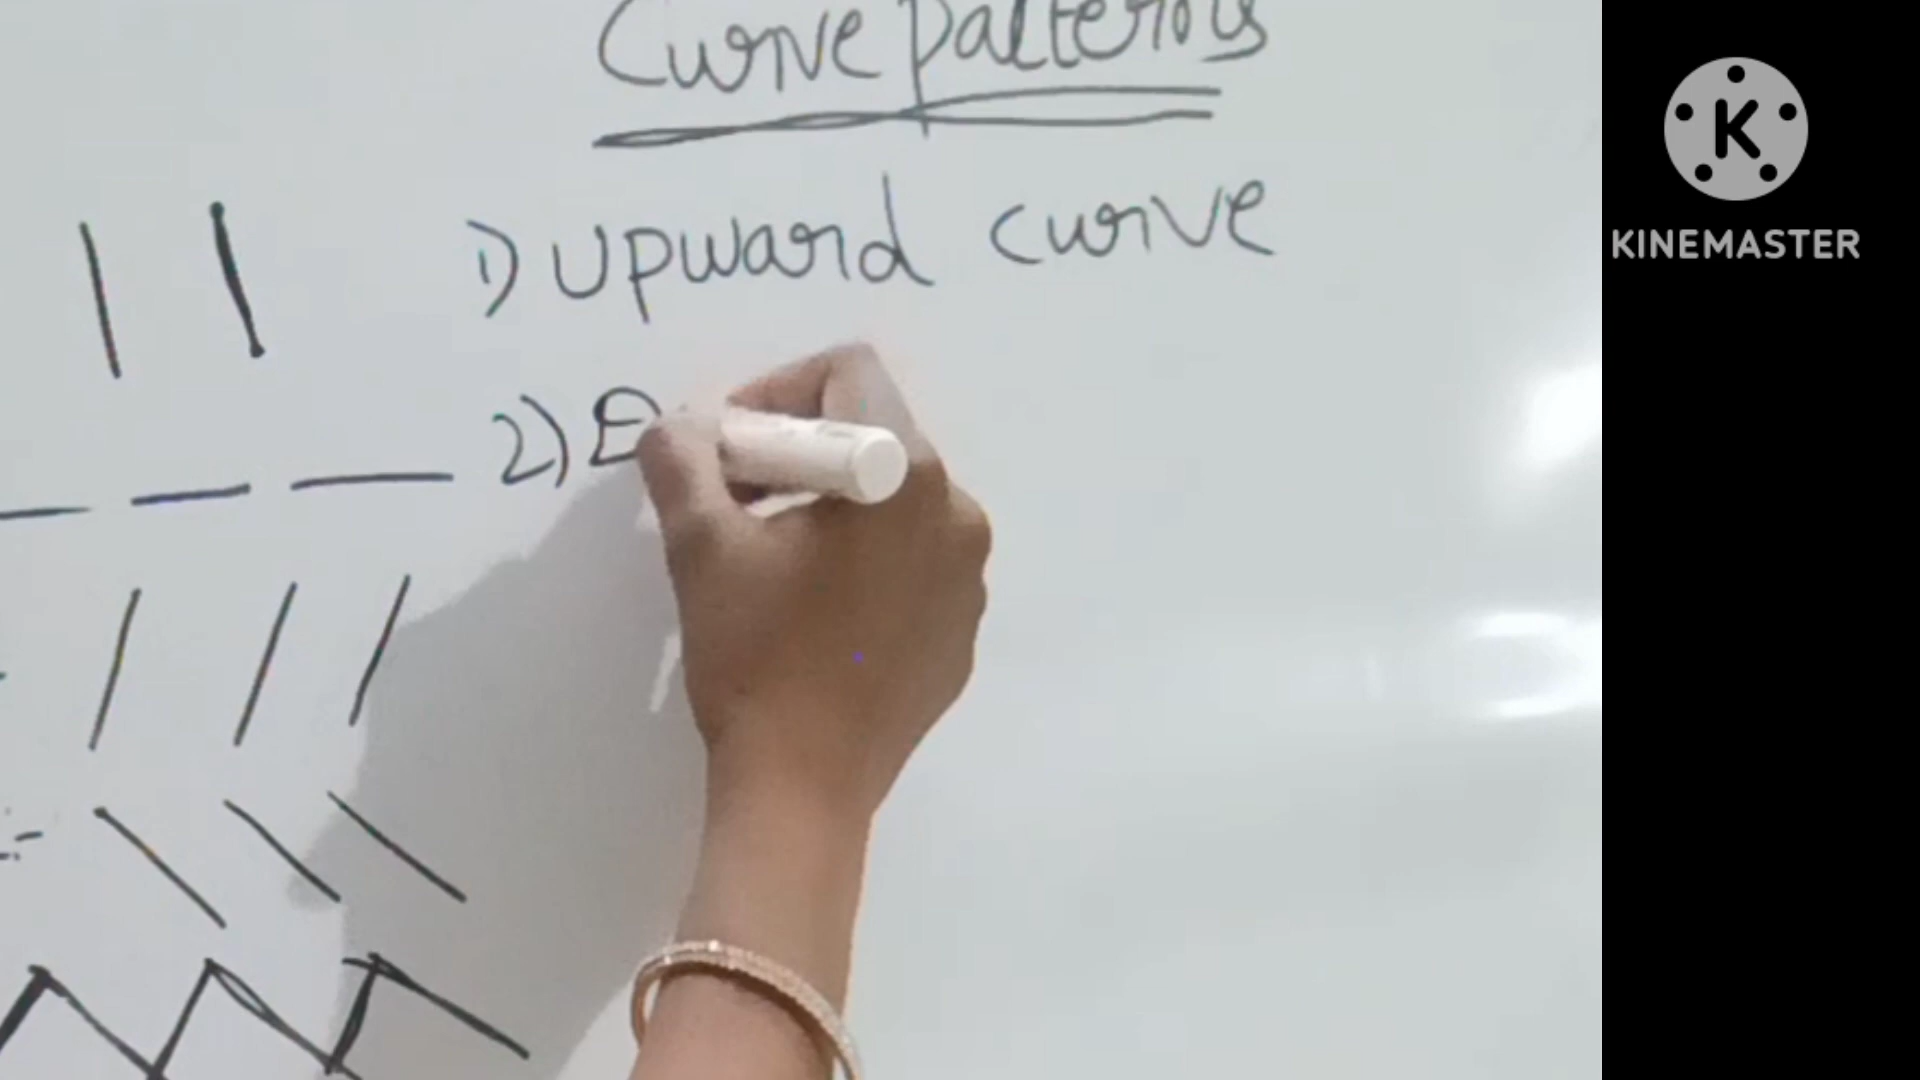 Curve patterns
1) upward curve
2)
K
KINEMASTER